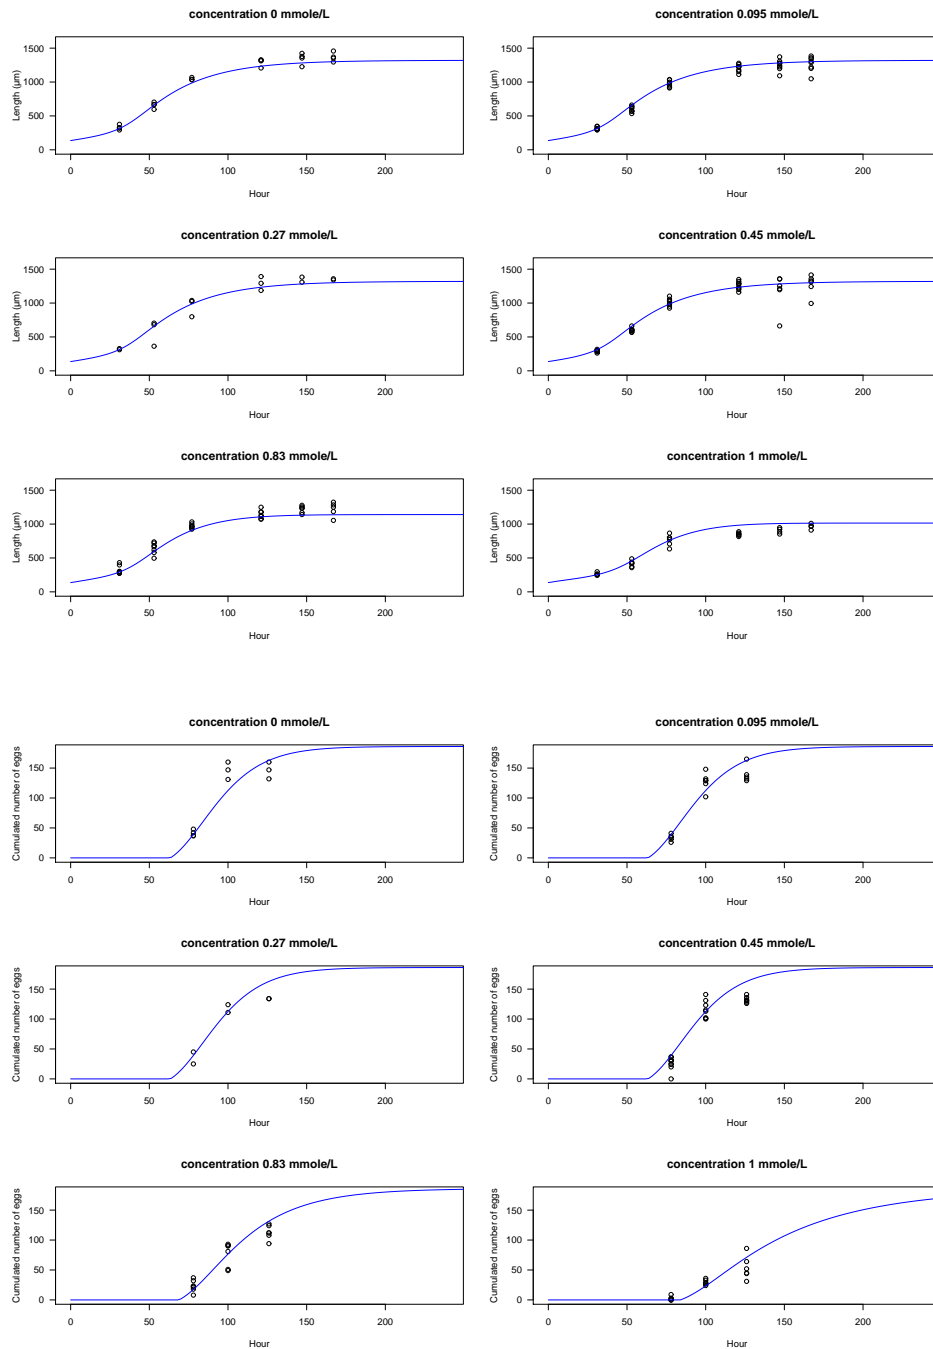 concentration 0 mmole/L
Length (µm)
1500
1000
500
0
0 50 100 150 200
Hour
concentration 0.095 mmole/L
Length (µm)
1500
1000
500
0
0 50 100 150 200
Hour
concentration 0.27 mmole/L
Length (µm)
1500
1000
500
0
0 50 100 150 200
Hour
concentration 0.45 mmole/L
Length (µm)
1500
1000
500
0
0 50 100 150 200
Hour
concentration 0.83 mmole/L
Length (µm)
1500
1000
500
0
0 50 100 150 200
Hour
concentration 1 mmole/L
Length (µm)
1500
1000
500
0
0 50 100 150 200
Hour
concentration 0 mmole/L
Cumulated number of eggs
150
100
50
0
0 50 100 150 200
Hour
concentration 0.095 mmole/L
Cumulated number of eggs
150
100
50
0
0 50 100 150 200
Hour
concentration 0.27 mmole/L
Cumulated number of eggs
150
100
50
0
0 50 100 150 200
Hour
concentration 0.45 mmole/L
Cumulated number of eggs
150
100
50
0
0 50 100 150 200
Hour
concentration 0.83 mmole/L
Cumulated number of eggs
150
100
50
0
0 50 100 150 200
Hour
concentration 1 mmole/L
Cumulated number of eggs
150
100
50
0
0 50 100 150 200
Hour